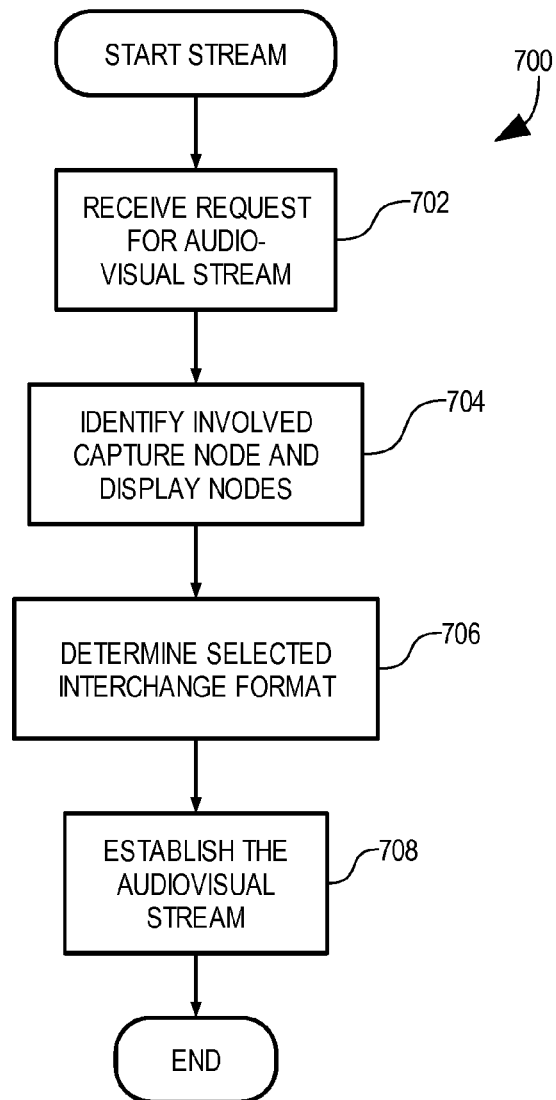 START STREAM
700
RECEIVE REQUEST
FOR AUDIO-
VISUAL STREAM
702
IDENTIFY INVOLVED
CAPTURE NODE AND
DISPLAY NODES
704
DETERMINE SELECTED
INTERCHANGE FORMAT
706
ESTABLISH THE
AUDIOVISUAL
STREAM
708
END